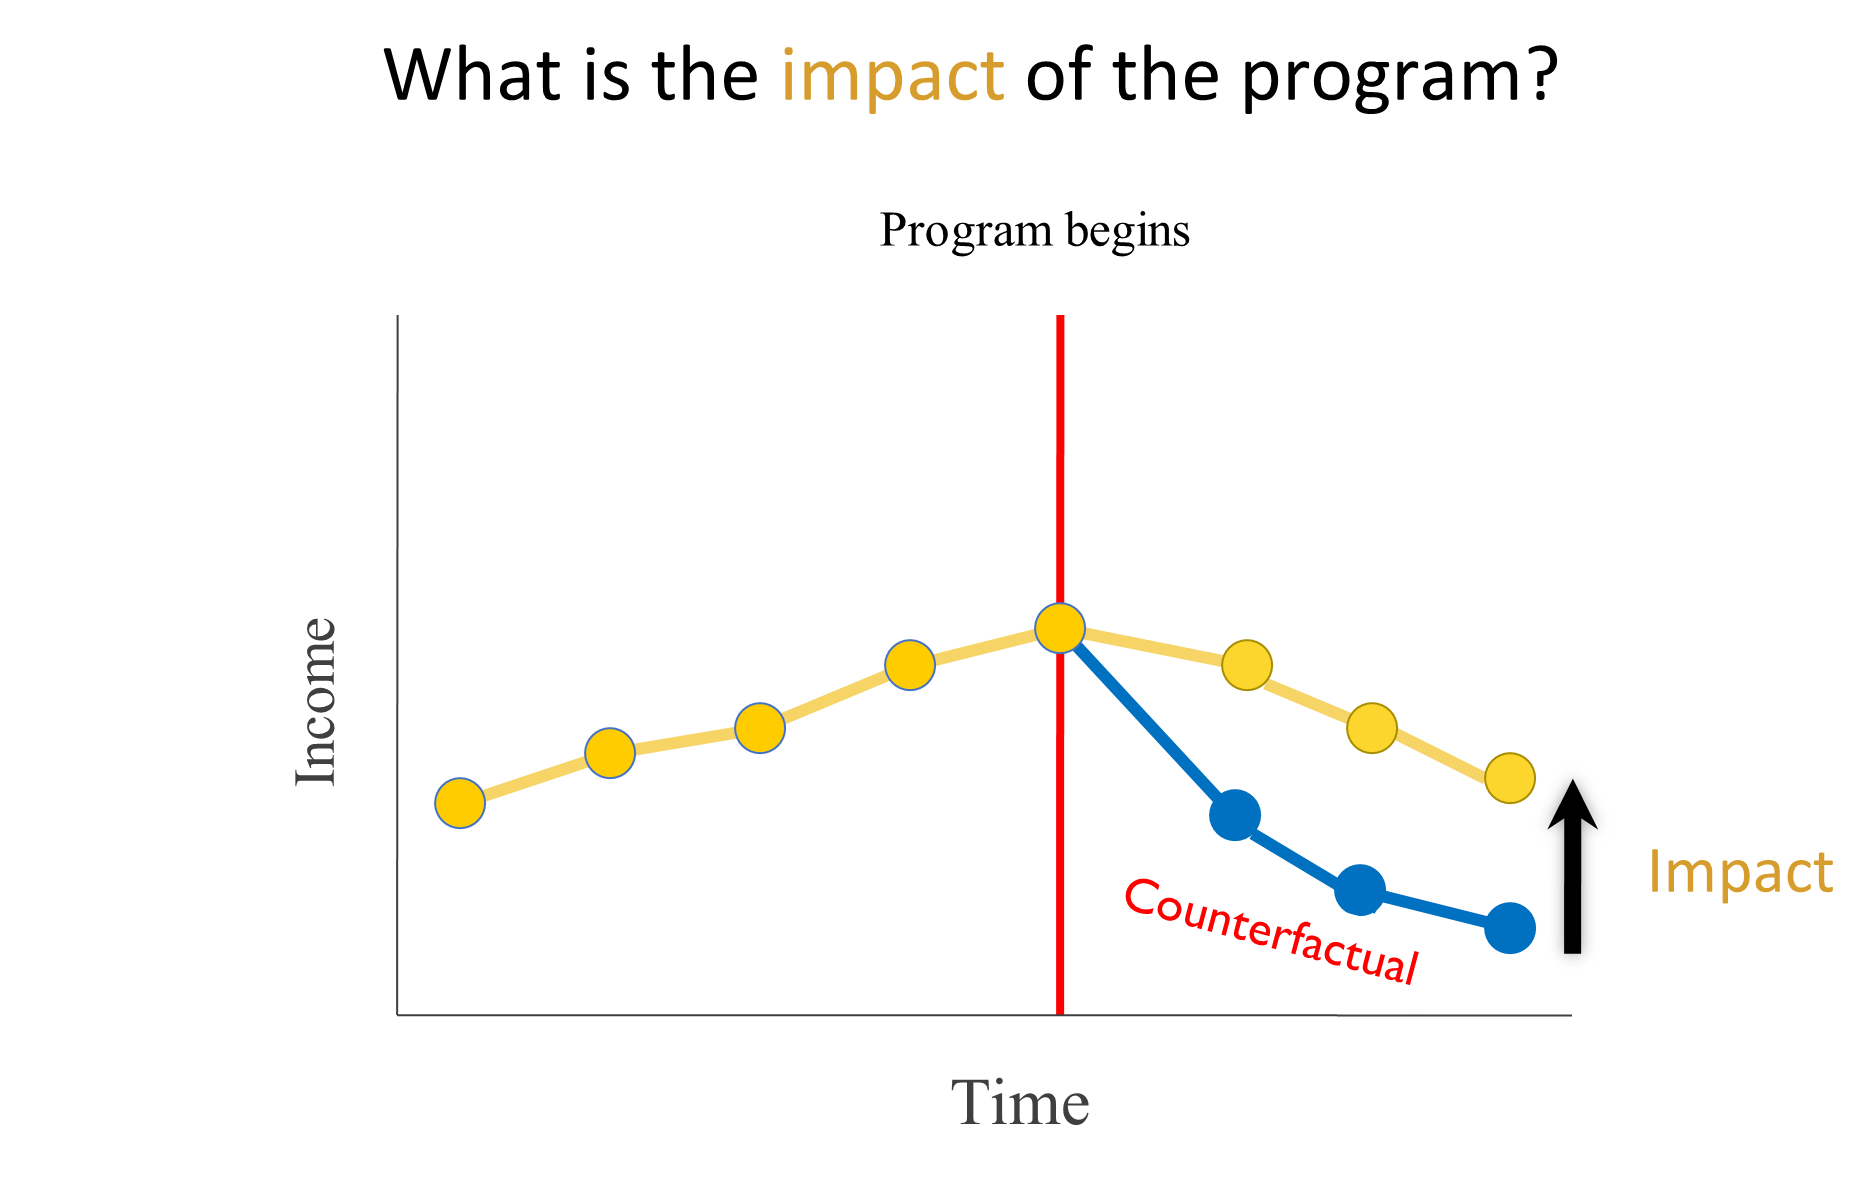 What is the impact of the program?
Program begins
Income
Counterfactual
Impact
Time